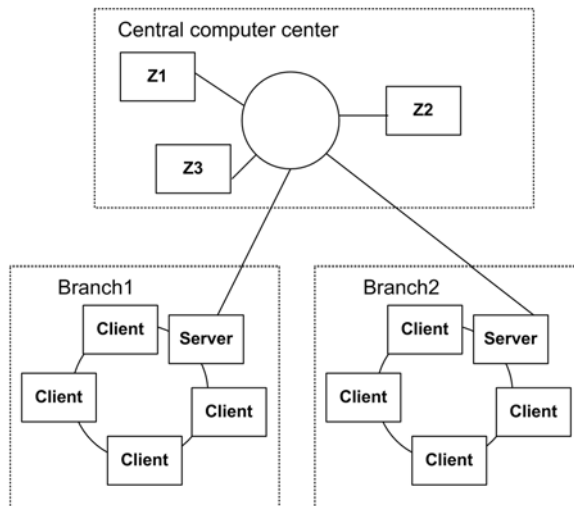 Central computer center
Z1
Z2
Z3
Branch1
Client
Server
Client
Client
Client
Branch2
Client
Server
Client
Client
Client